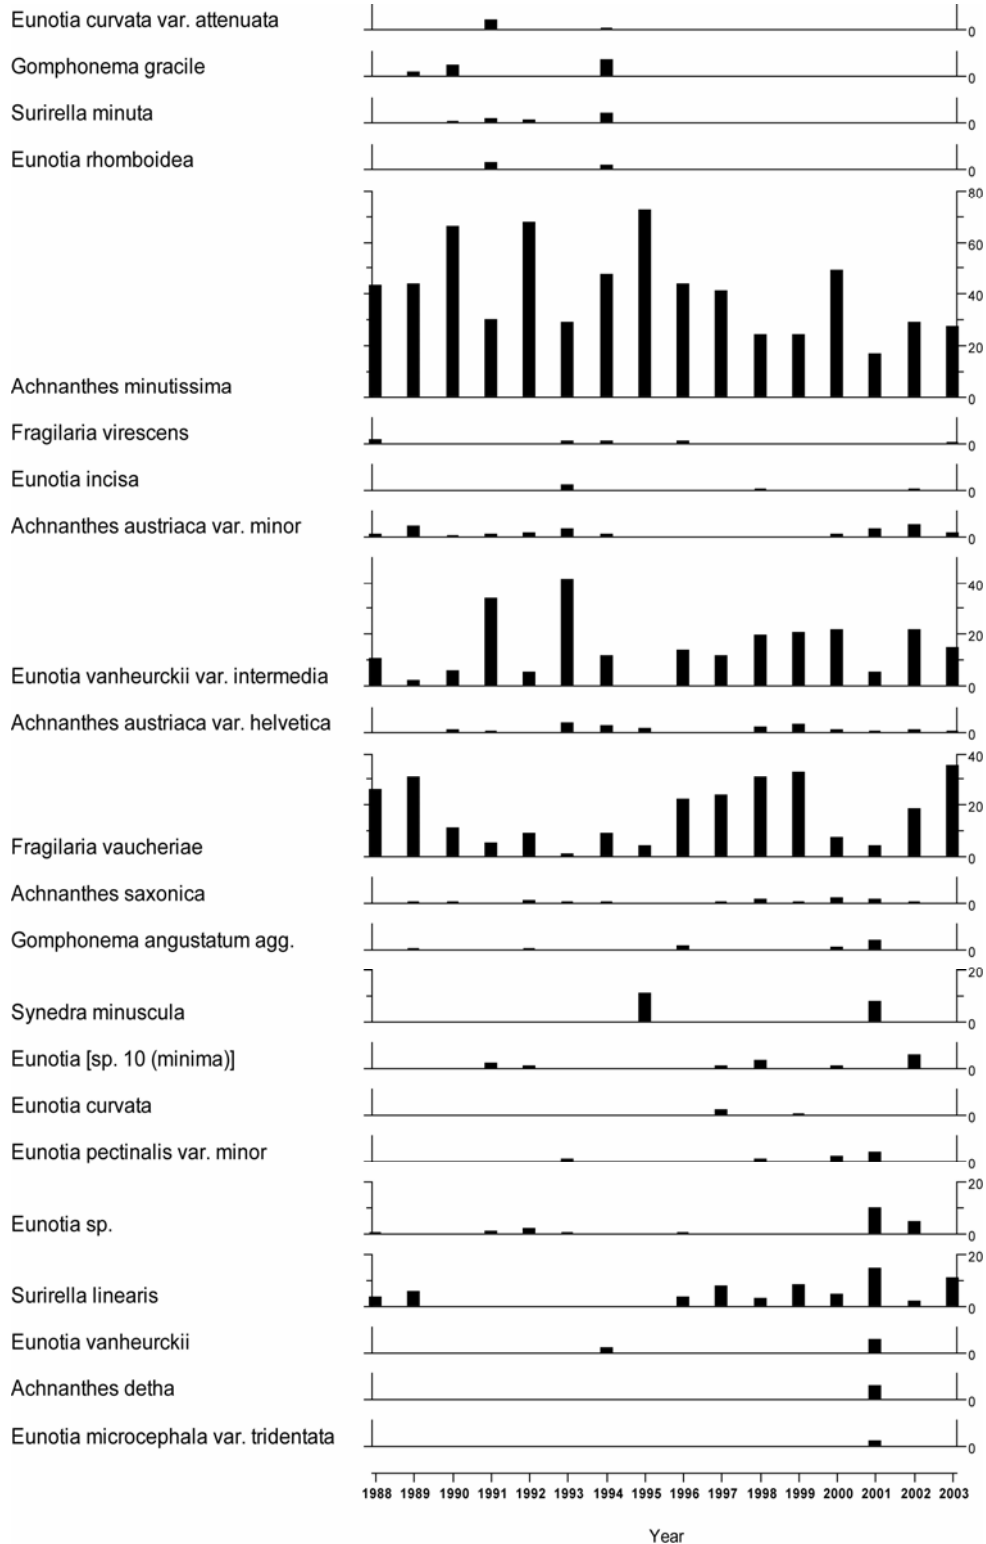 Eunotia curvata var. attenuata
0
Gomphonema gracile
0
Surirella minuta
0
Eunotia rhomboidea
0
80
60
40
20
Achnanthes minutissima
0
Fragilaria virescens
0
Eunotia incisa
0
Achnanthes austriaca var. minor
0
40
20
Eunotia vanheurckii var. intermedia
0
Achnanthes austriaca var. helvetica
0
40
20
Fragilaria vaucheriae
0
Achnanthes saxonica
0
Gomphonema angustatum agg.
0
20
Synedra minuscula
0
Eunotia [sp. 10 (minima)]
0
Eunotia curvata
0
Eunotia pectinalis var. minor
0
20
Eunotia sp.
0
20
Surirella linearis
0
Eunotia vanheurckii
0
Achnanthes detha
0
Eunotia microcephala var. tridentata
0
1988 1989 1990 1991 1992 1993 1994 1995 1996 1997 1998 1999 2000 2001 2002 2003
Year